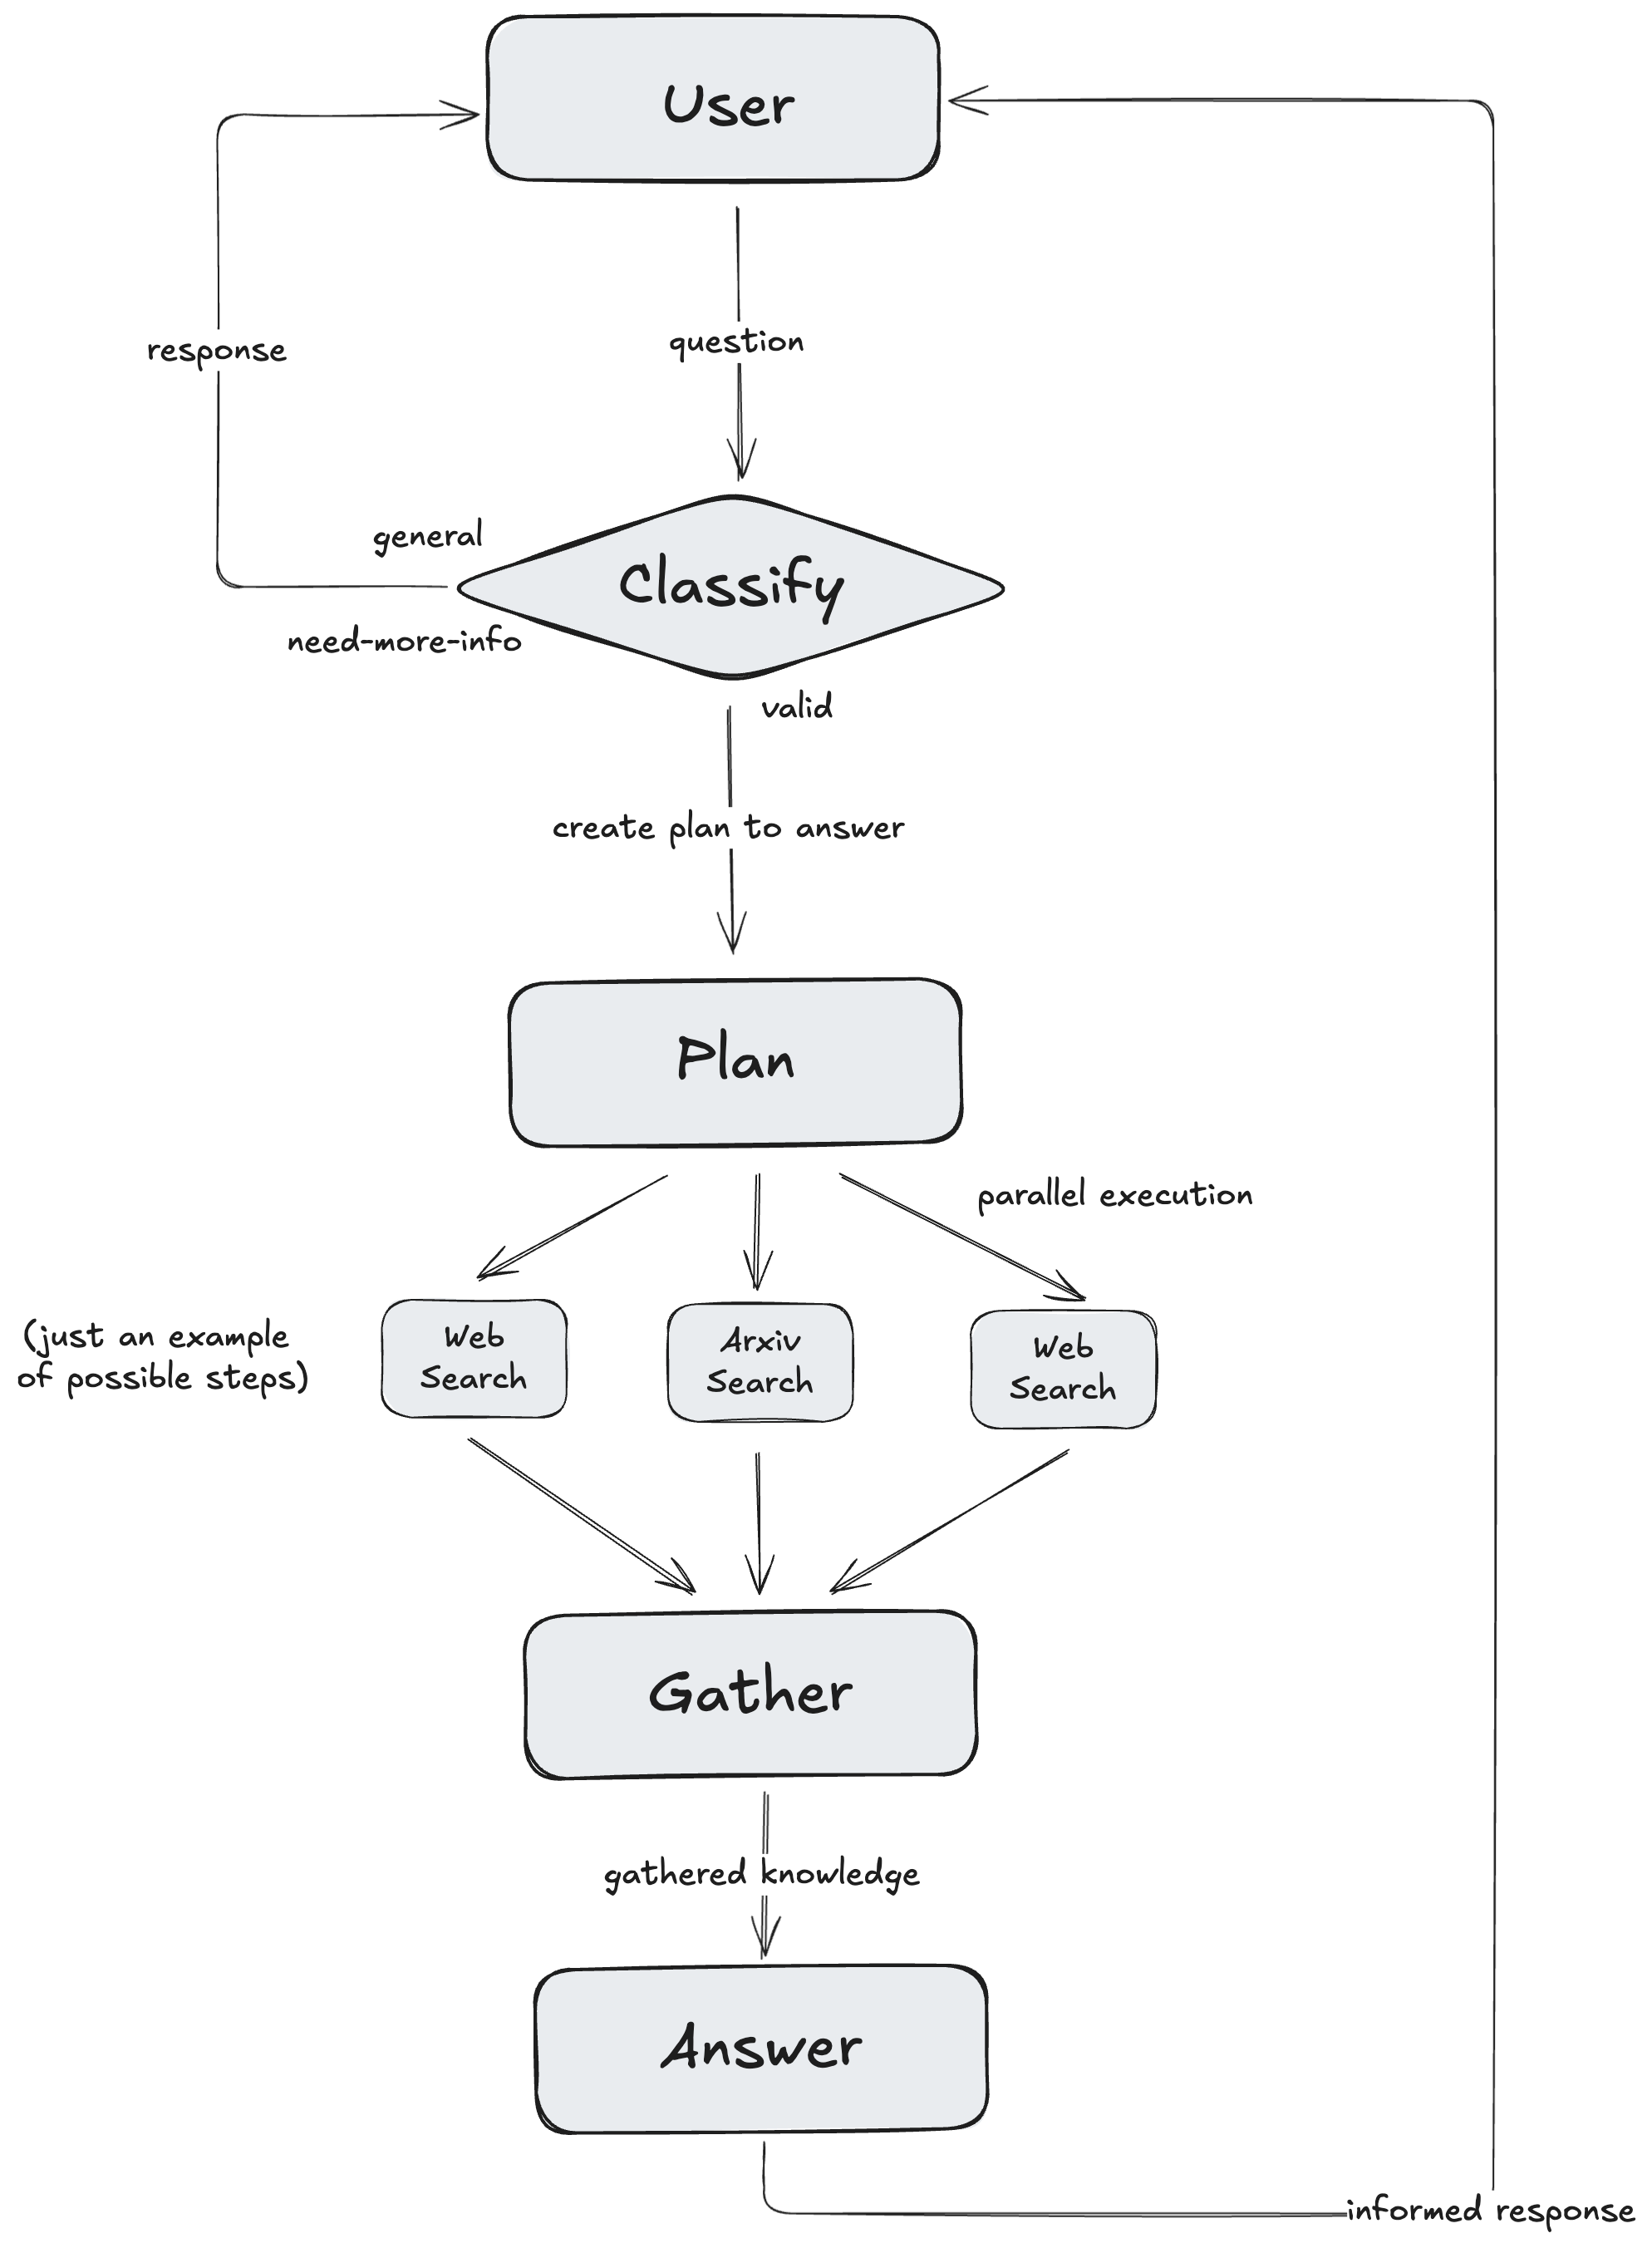 User
response
question
general
Classify
need-more-info
valid
create plan to answer
Plan
parallel execution
(just an example
of possible steps)
Web
Search
Arxiv
Search
Web
Search
Gather
gathered knowledge
Answer
informed response